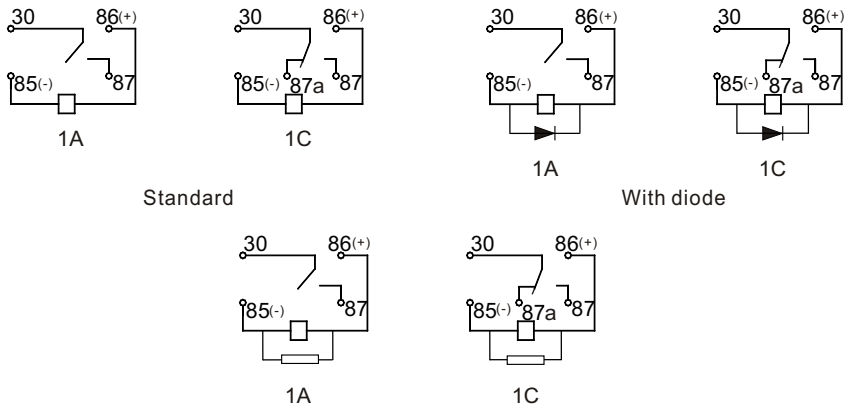 30 86(+) 30 86(+) 30 86(+) 30 86(+)
85(-) 87 85(-) 87a 87 85(-) 87 85(-) 87a 87
1A 1C 1A 1C
Standard With diode
30 86(+) 30 86(+)
85(-) 87 85(-) 87a 87
1A 1C